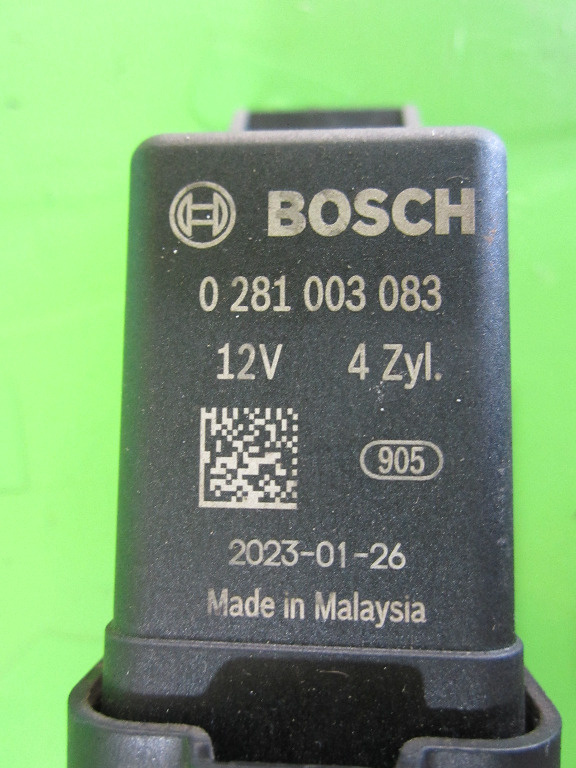 BOSCH
0 281 003 083
12V 4 Zyl.
905
2023-01-26
Made in Malaysia